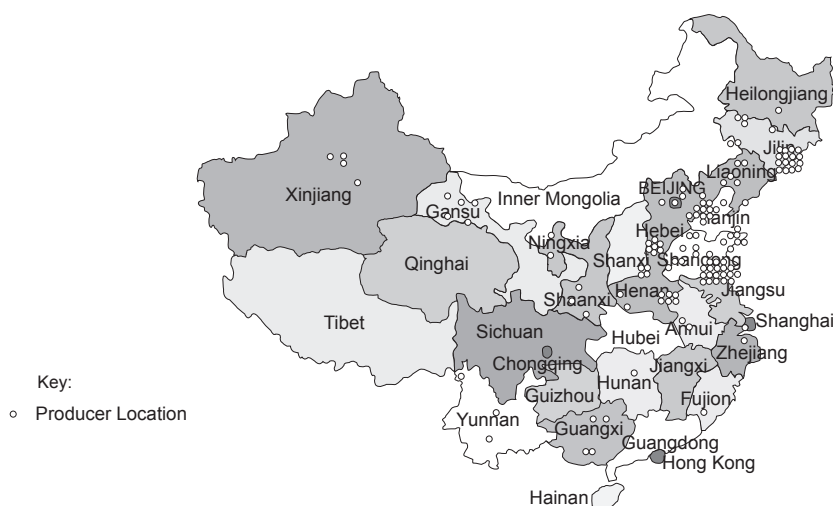 Heilongjiang
Jilin
Liaoning
BEIJING
Tianjin
Inner Mongolia
Xinjiang
Gansu
Ningxia
Hebei
Qinghai
Shanxi
Shandong
Shaanxi
Henan
Jiangsu
Tibet
Sichuan
Hubei
Anhui
Shanghai
Chongqing
Zhejiang
Hunan
Jiangxi
Guizhou
Fujion
Yunnan
Guangxi
Guangdong
Hong Kong
Hainan
Key:
Producer Location